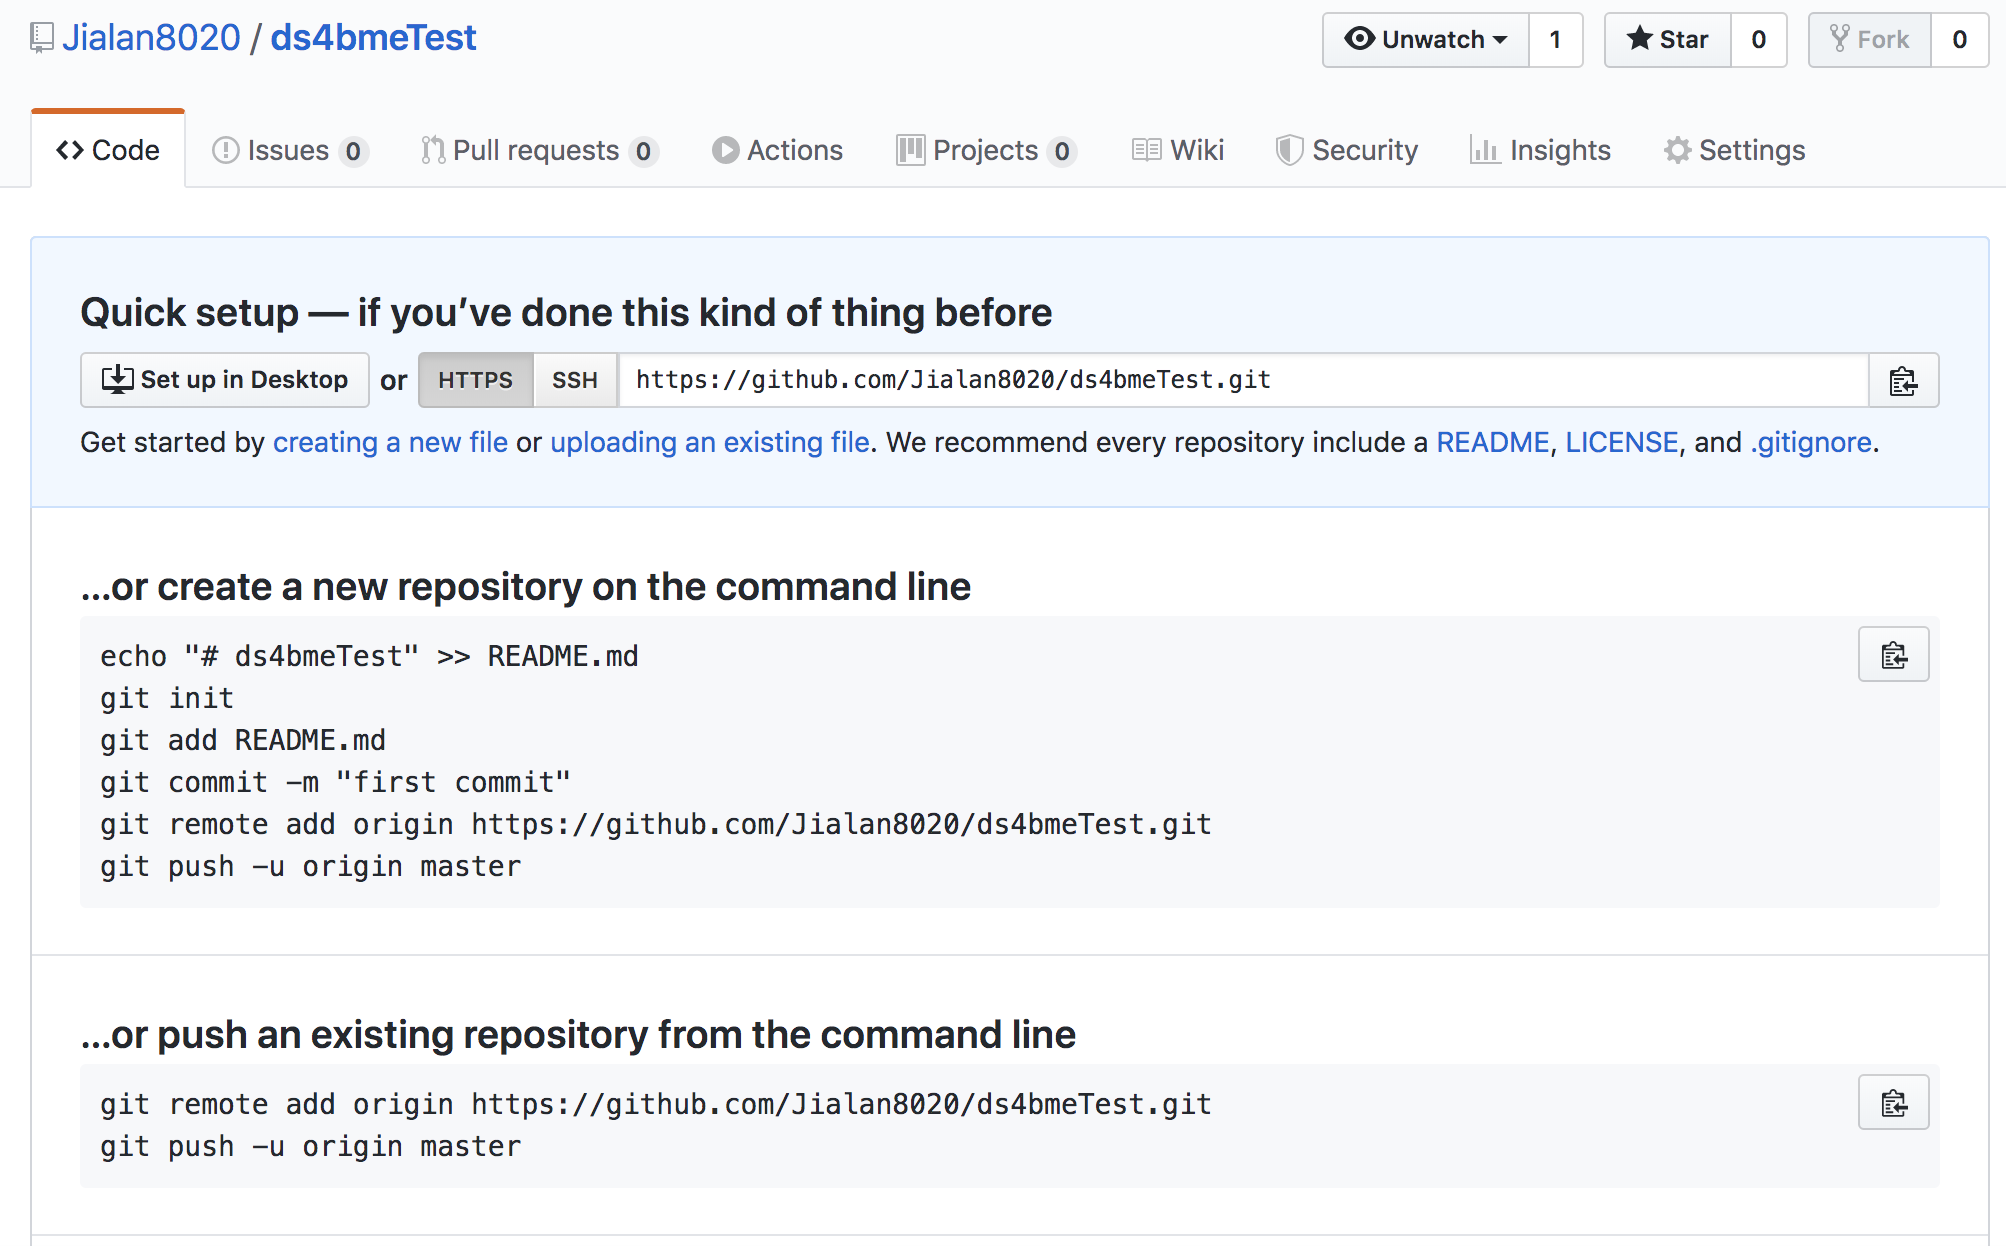 Jialan8020 / ds4bmeTest
Unwatch 1 Star 0 Fork 0
Code Issues 0 Pull requests 0 Actions Projects 0 Wiki Security Insights Settings
Quick setup — if you’ve done this kind of thing before
Set up in Desktop or HTTPS SSH https://github.com/Jialan8020/ds4bmeTest.git
Get started by creating a new file or uploading an existing file. We recommend every repository include a README, LICENSE, and .gitignore.
…or create a new repository on the command line
echo "# ds4bmeTest" >> README.md
git init
git add README.md
git commit -m "first commit"
git remote add origin https://github.com/Jialan8020/ds4bmeTest.git
git push -u origin master
…or push an existing repository from the command line
git remote add origin https://github.com/Jialan8020/ds4bmeTest.git
git push -u origin master